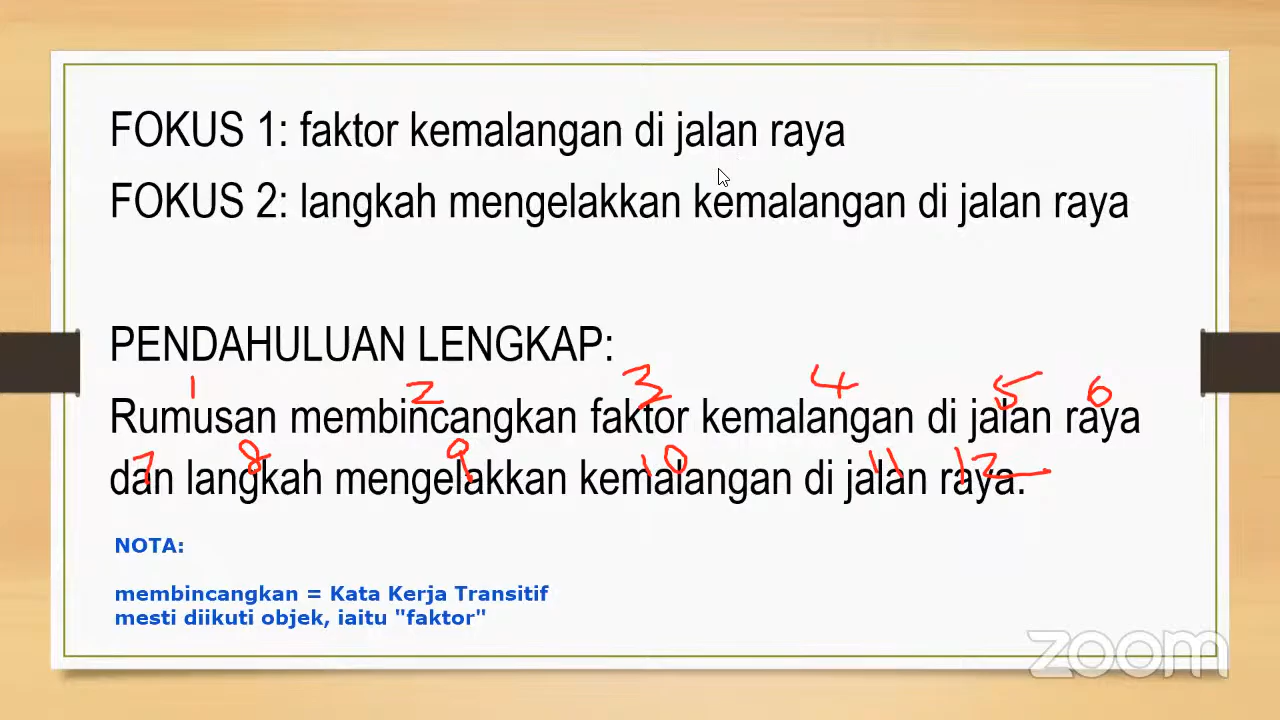 FOKUS 1: faktor kemalangan di jalan raya
FOKUS 2: langkah mengelakkan kemalangan di jalan raya
PENDAHULUAN LENGKAP:
1 2 3 4 5 6
Rumusan membincangkan faktor kemalangan di jalan raya
7 8 9 10 11 12
dan langkah mengelakkan kemalangan di jalan raya.
NOTA:
membincangkan = Kata Kerja Transitif
mesti diikuti objek, iaitu "faktor"
zoom